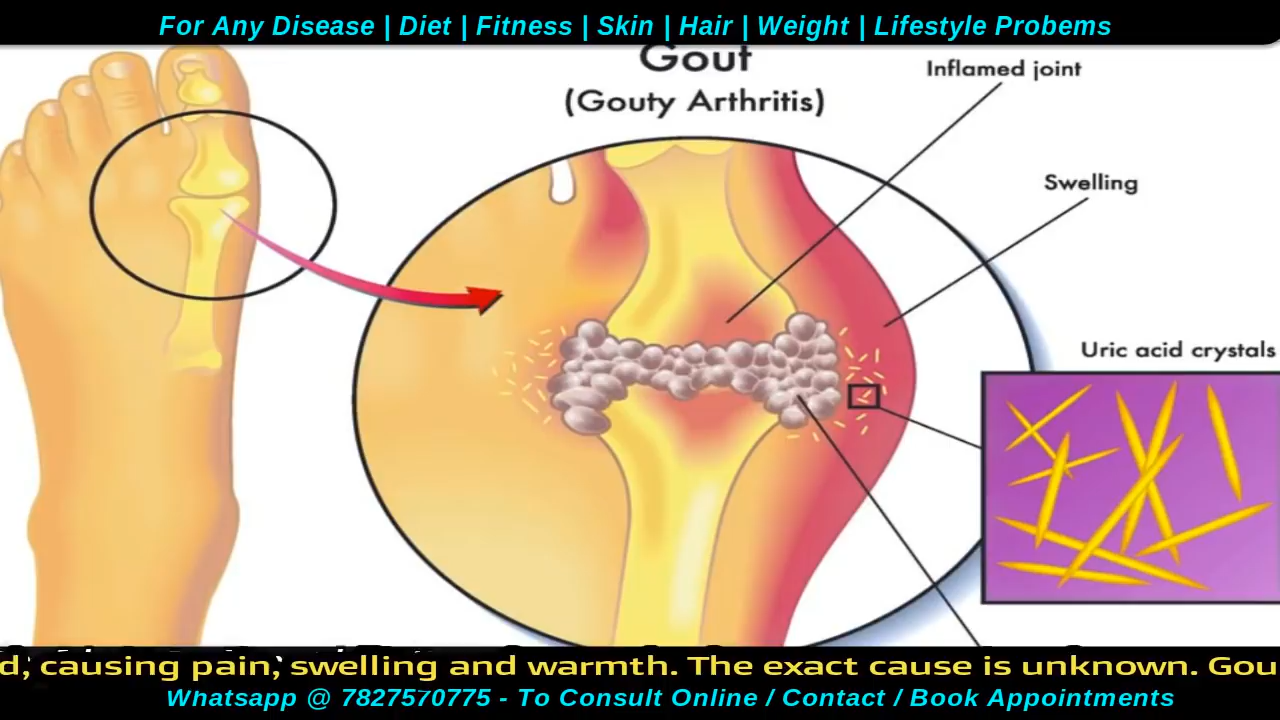 For Any Disease | Diet | Fitness | Skin | Hair | Weight | Lifestyle Probems
Gout
(Gouty Arthritis)
Inflamed joint
Swelling
Uric acid crystals
d, causing pain, swelling and warmth. The exact cause is unknown. Gou
Whatsapp @ 7827570775 - To Consult Online / Contact / Book Appointments